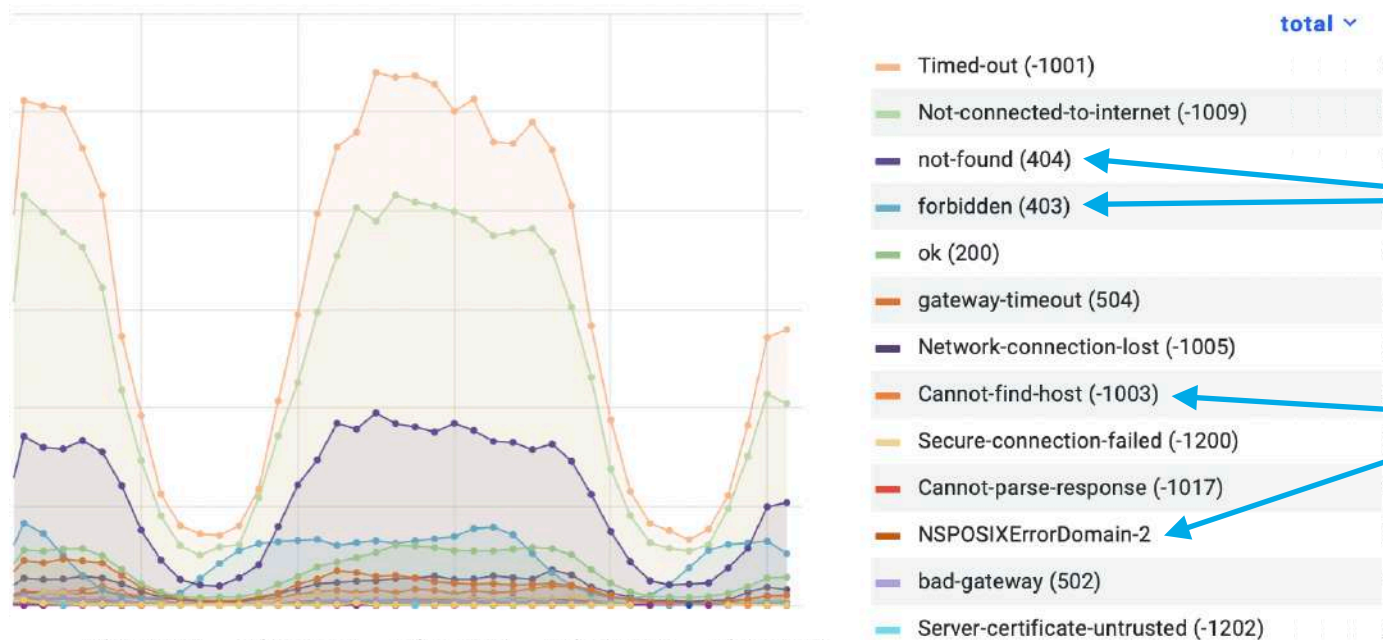 total
Timed-out (-1001)
Not-connected-to-internet (-1009)
not-found (404)
forbidden (403)
ok (200)
gateway-timeout (504)
Network-connection-lost (-1005)
Cannot-find-host (-1003)
Secure-connection-failed (-1200)
Cannot-parse-response (-1017)
NSPOSIXErrorDomain-2
bad-gateway (502)
Server-certificate-untrusted (-1202)